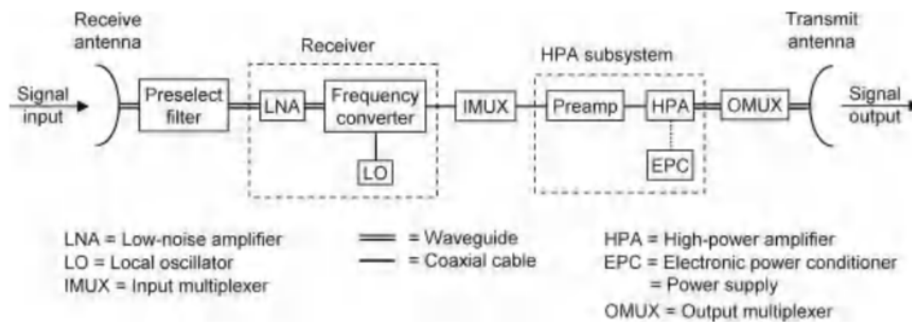 Receive
antenna
Transmit
antenna
Receiver
HPA subsystem
Signal
input
Preselect
filter
LNA
Frequency
converter
LO
IMUX
Preamp
HPA
EPC
OMUX
Signal
output
LNA = Low-noise amplifier
LO = Local oscillator
IMUX = Input multiplexer
= Waveguide
= Coaxial cable
HPA = High-power amplifier
EPC = Electronic power conditioner
= Power supply
OMUX = Output multiplexer